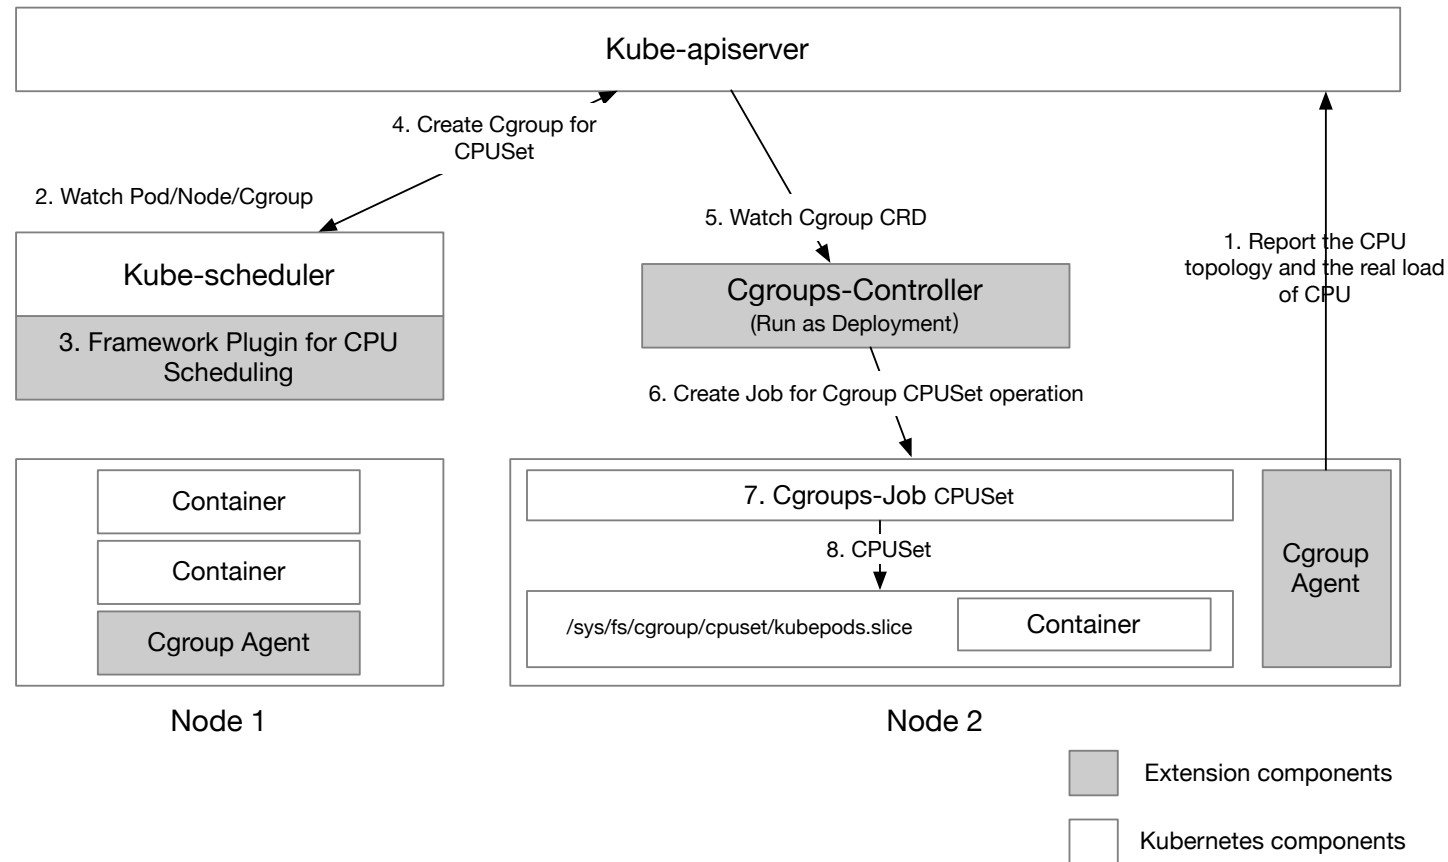 Kube-apiserver
4. Create Cgroup for
CPUSet
2. Watch Pod/Node/Cgroup
5. Watch Cgroup CRD
1. Report the CPU
topology and the real load
of CPU
Kube-scheduler
3. Framework Plugin for CPU
Scheduling
Cgroups-Controller
(Run as Deployment)
6. Create Job for Cgroup CPUSet operation
Container
Container
Cgroup Agent
Node 1
7. Cgroups-Job CPUSet
8. CPUSet
/sys/fs/cgroup/cpuset/kubepods.slice
Container
Cgroup
Agent
Node 2
Extension components
Kubernetes components